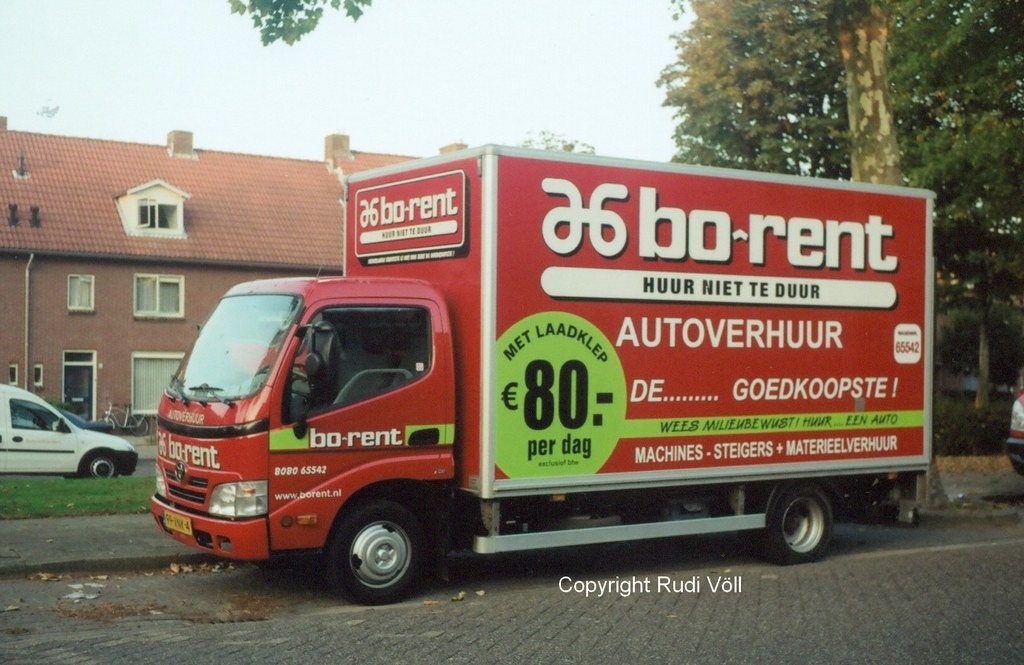 bo-rent
HUUR NIET TE DUUR
bo-rent
HUUR NIET TE DUUR
AUTOVERHUUR
65542
MET LAADKLEP
€80.-
per dag
exclusief btw
DE......... GOEDKOOPSTE !
WEES MILIEUBEWUST! HUUR ....EEN AUTO
MACHINES - STEIGERS + MATERIEELVERHUUR
AUTOVERHUUR
bo-rent
bo-rent
8080 65542
www.borent.nl
Copyright Rudi Völl